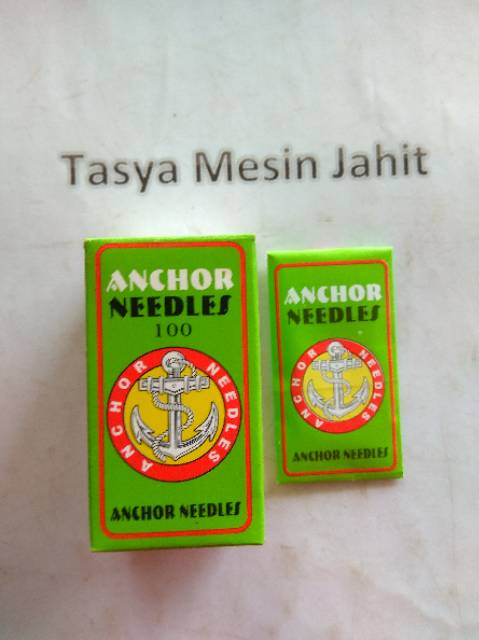 Tasya Mesin Jahit
ANCHOR
NEEDLES
100
ANCHOR NEEDLES
ANCHOR NEEDLES
ANCHOR
NEEDLES
ANCHOR NEEDLES
ANCHOR NEEDLES